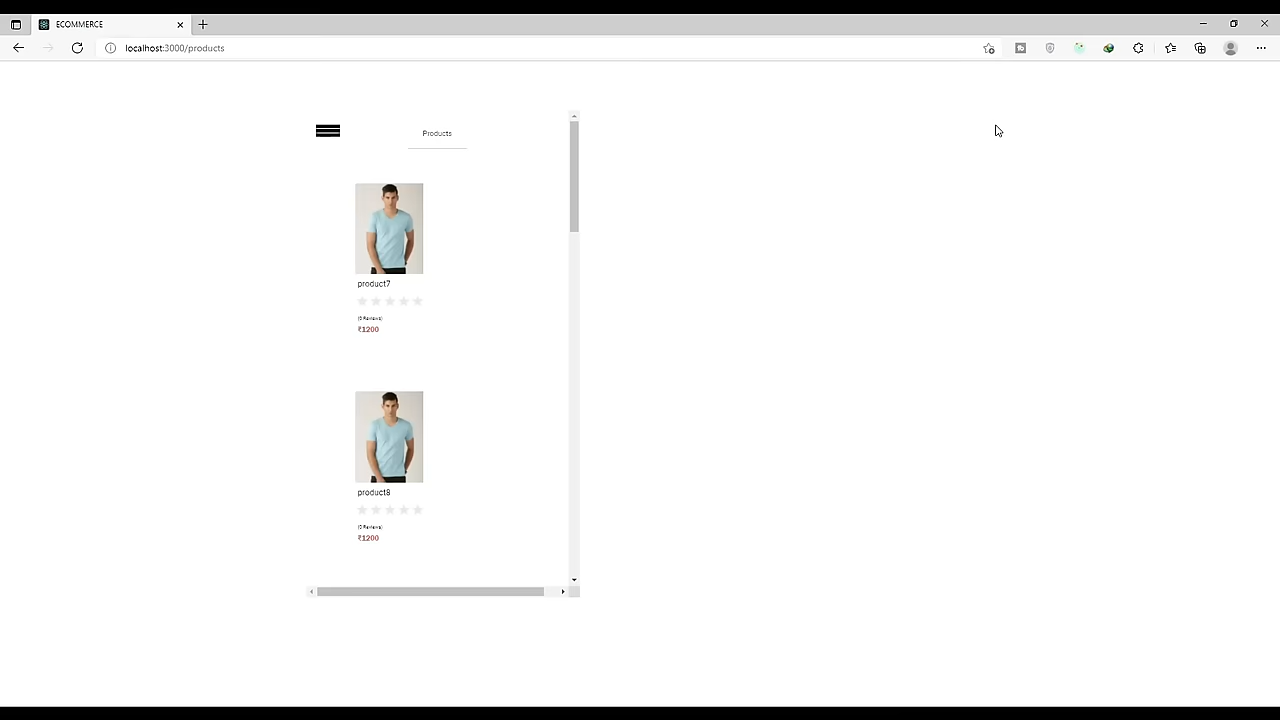 ECOMMERCE
localhost:3000/products
Products
product7
(0 Reviews)
₹1200
product8
(0 Reviews)
₹1200